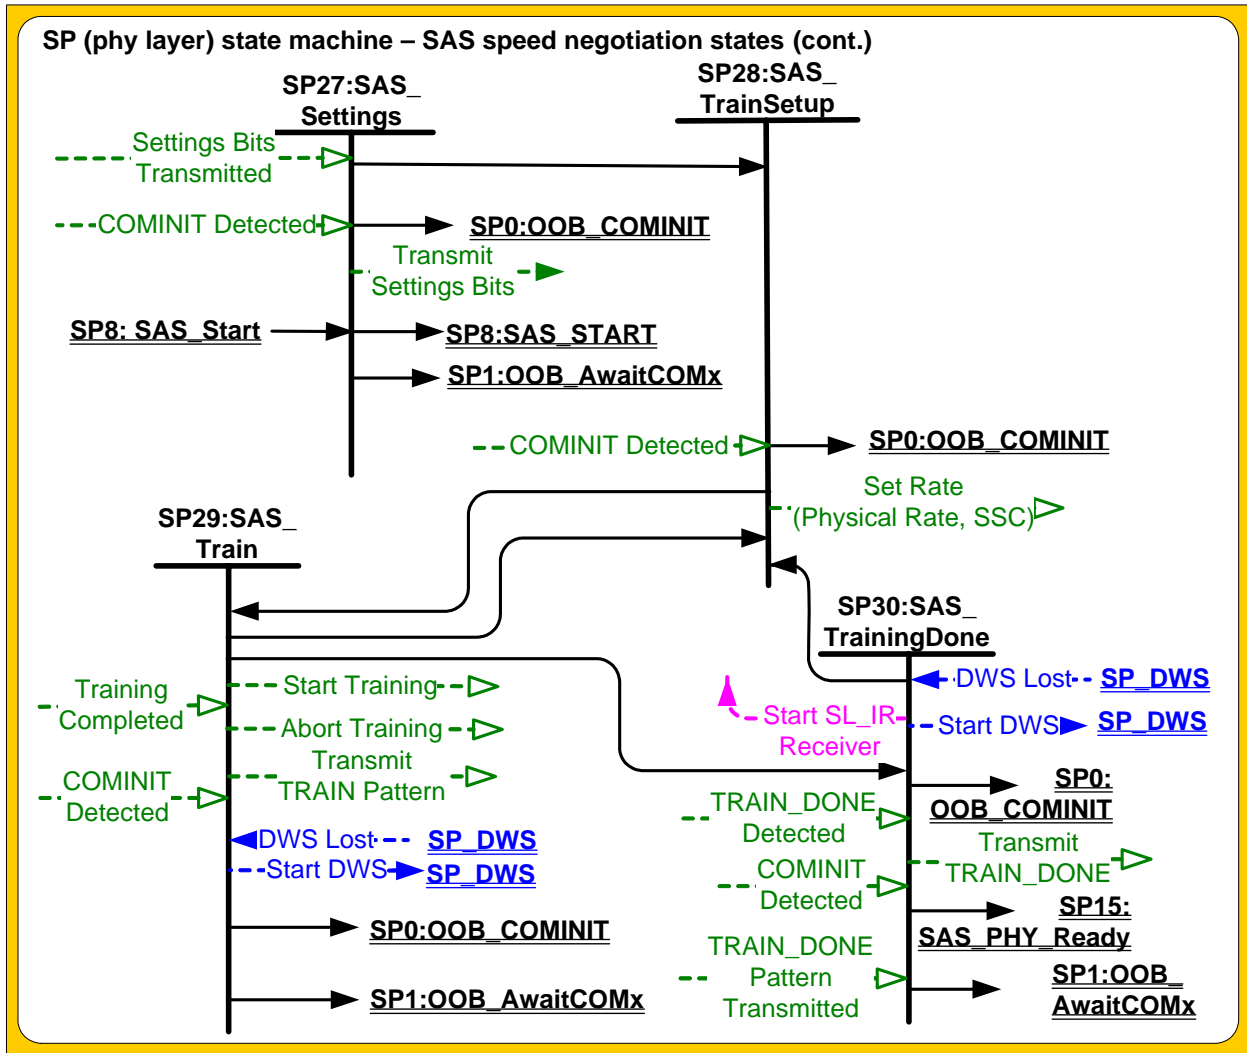 SP (phy layer) state machine – SAS speed negotiation states (cont.)
SP27:SAS_
Settings
SP28:SAS_
TrainSetup
Settings Bits
Transmitted
COMINIT Detected
SP0:OOB_COMINIT
Transmit
Settings Bits
SP8: SAS_Start
SP8:SAS_START
SP1:OOB_AwaitCOMx
COMINIT Detected
SP0:OOB_COMINIT
Set Rate
(Physical Rate, SSC)
SP29:SAS_
Train
SP30:SAS_
TrainingDone
Training
Completed
Start Training
Abort Training
Transmit
TRAIN Pattern
COMINIT
Detected
DWS Lost
SP_DWS
Start DWS
SP_DWS
SP0:OOB_COMINIT
SP1:OOB_AwaitCOMx
DWS Lost
SP_DWS
Start SL_IR
Receiver
Start DWS
SP_DWS
SP0:
OOB_COMINIT
TRAIN_DONE
Detected
Transmit
TRAIN_DONE
COMINIT
Detected
SP15:
SAS_PHY_Ready
TRAIN_DONE
Pattern
Transmitted
SP1:OOB_
AwaitCOMx